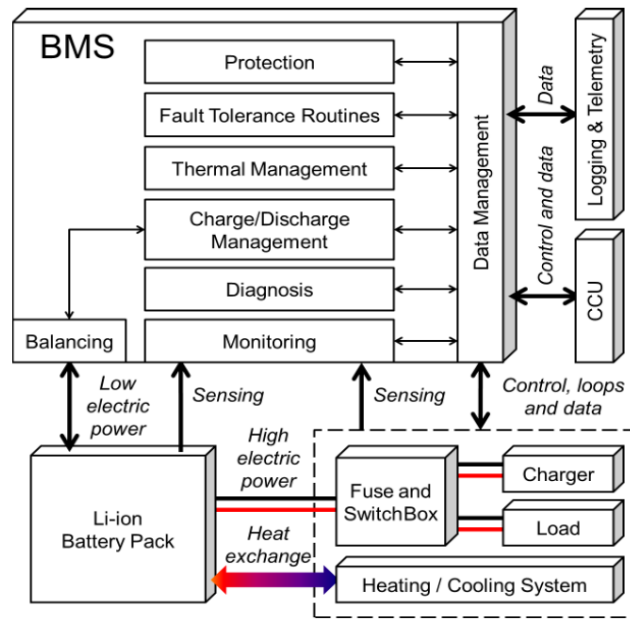 BMS
Protection
Fault Tolerance Routines
Thermal Management
Charge/Discharge
Management
Diagnosis
Monitoring
Balancing
Data Management
Data
Logging & Telemetry
Control and data
CCU
Low
electric
power
Sensing
Sensing
Control, loops
and data
High
electric
power
Li-ion
Battery Pack
Fuse and
SwitchBox
Charger
Load
Heat
exchange
Heating / Cooling System